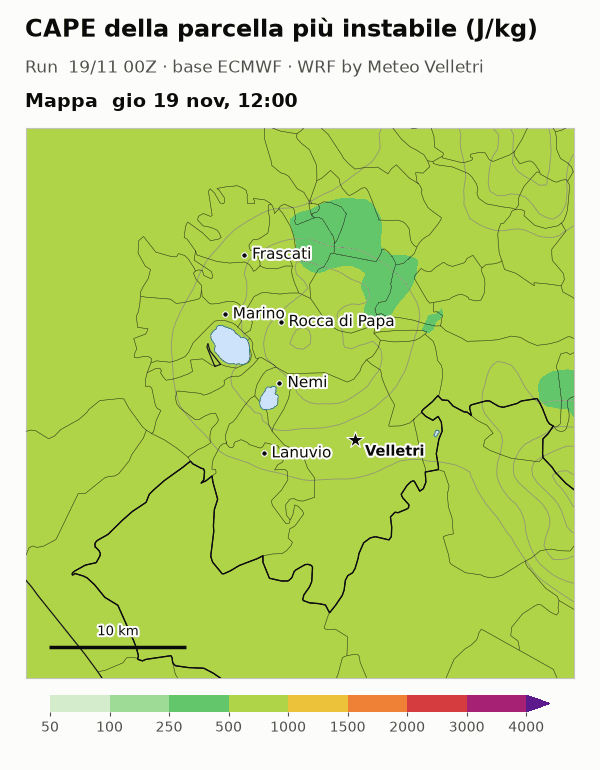 CAPE della parcella più instabile (J/kg)
Run  19/11 00Z · base ECMWF · WRF by Meteo Velletri
Mappa  gio 19 nov, 12:00
Frascati
Marino
Rocca di Papa
Nemi
Velletri
Lanuvio
10 km
50 100 250 500 1000 1500 2000 3000 4000